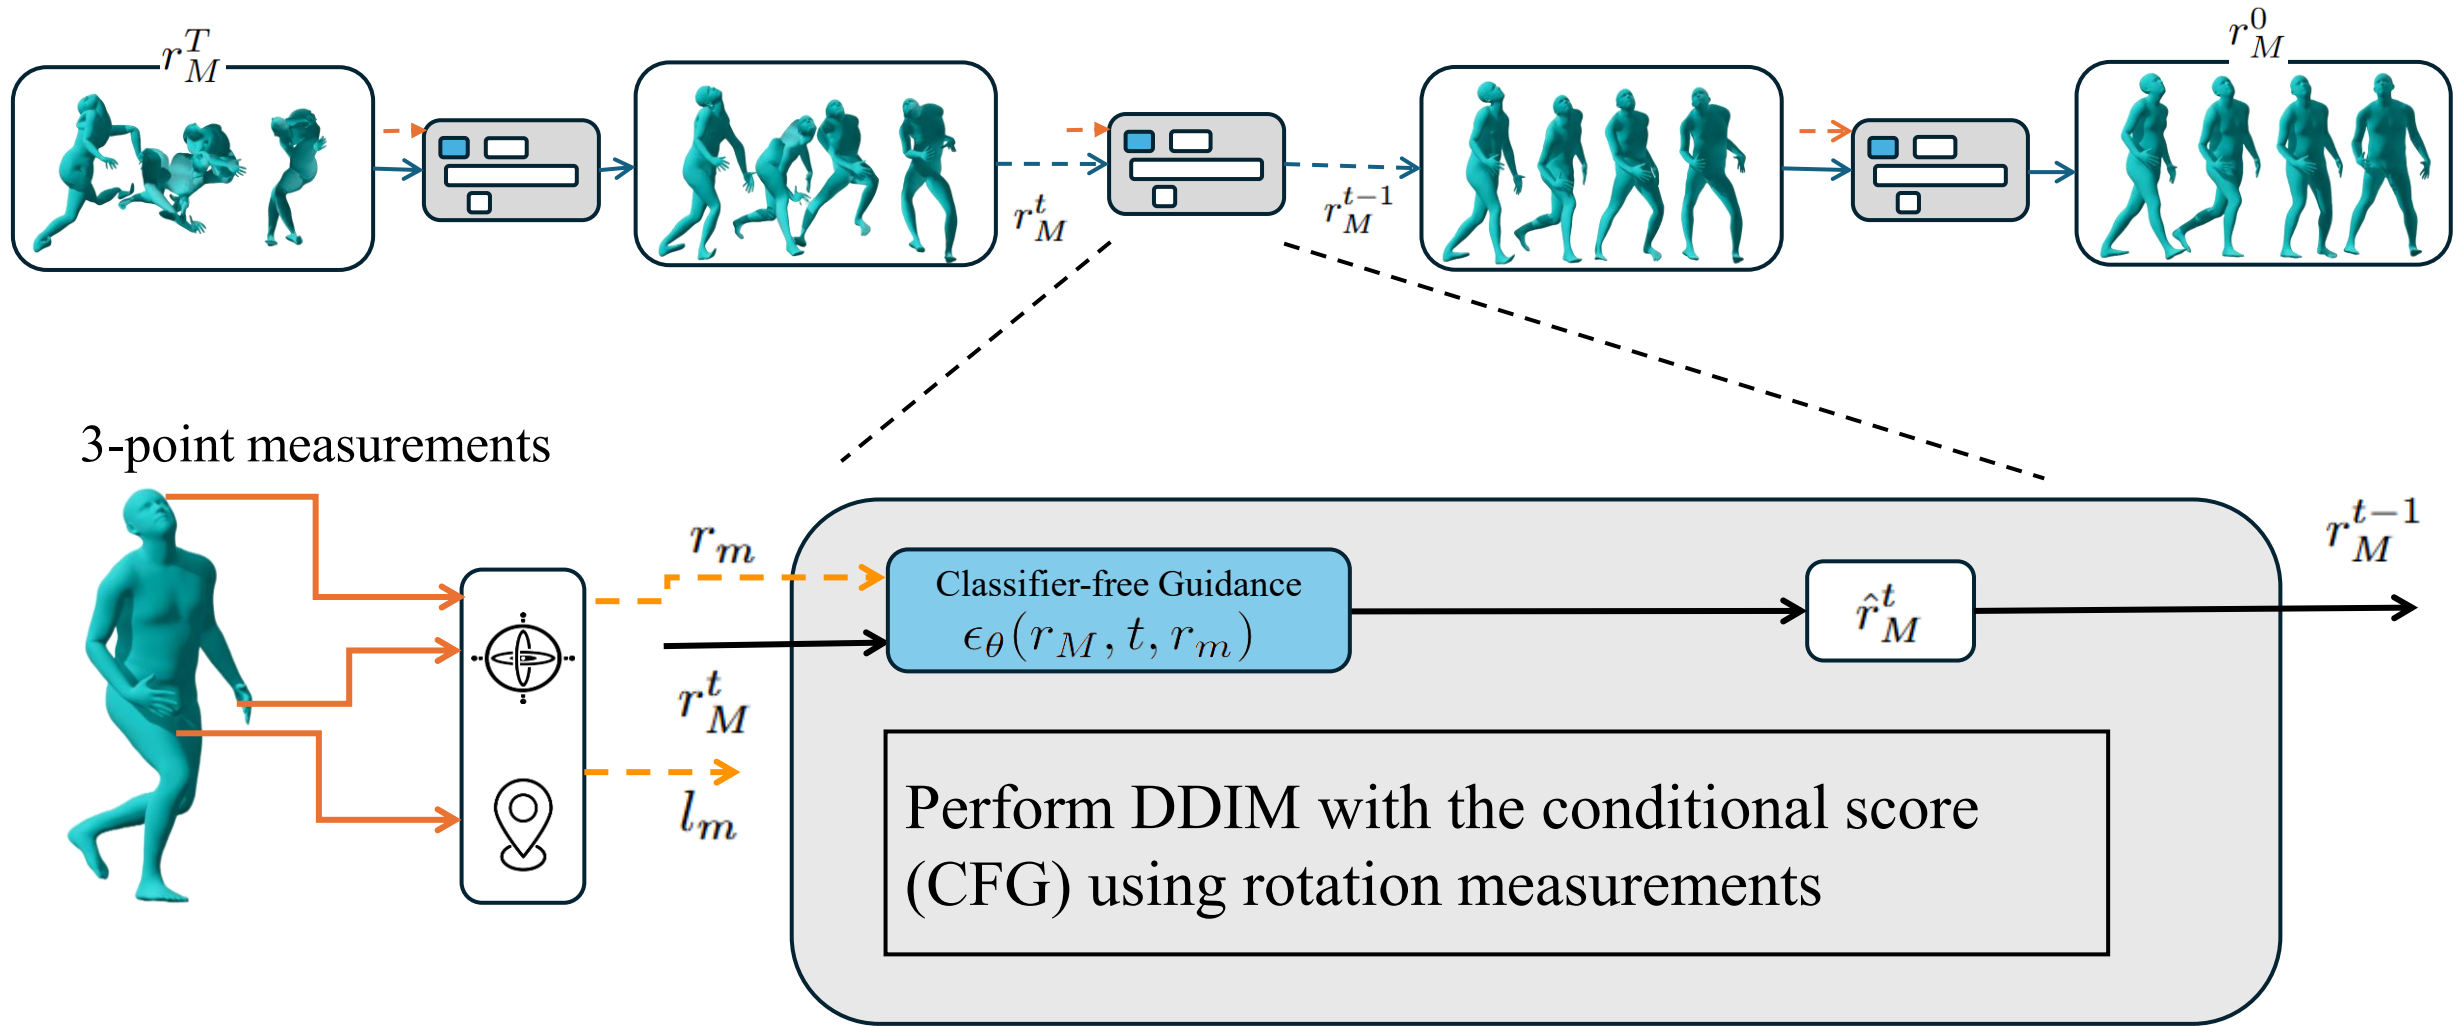 r_M^T
r_M^0
r_M^t
r_M^{t-1}
3-point measurements
r_m
r_M^t
l_m
Classifier-free Guidance
ϵ_θ(r_M, t, r_m)
r̂_M^t
r_M^{t-1}
Perform DDIM with the conditional score
(CFG) using rotation measurements